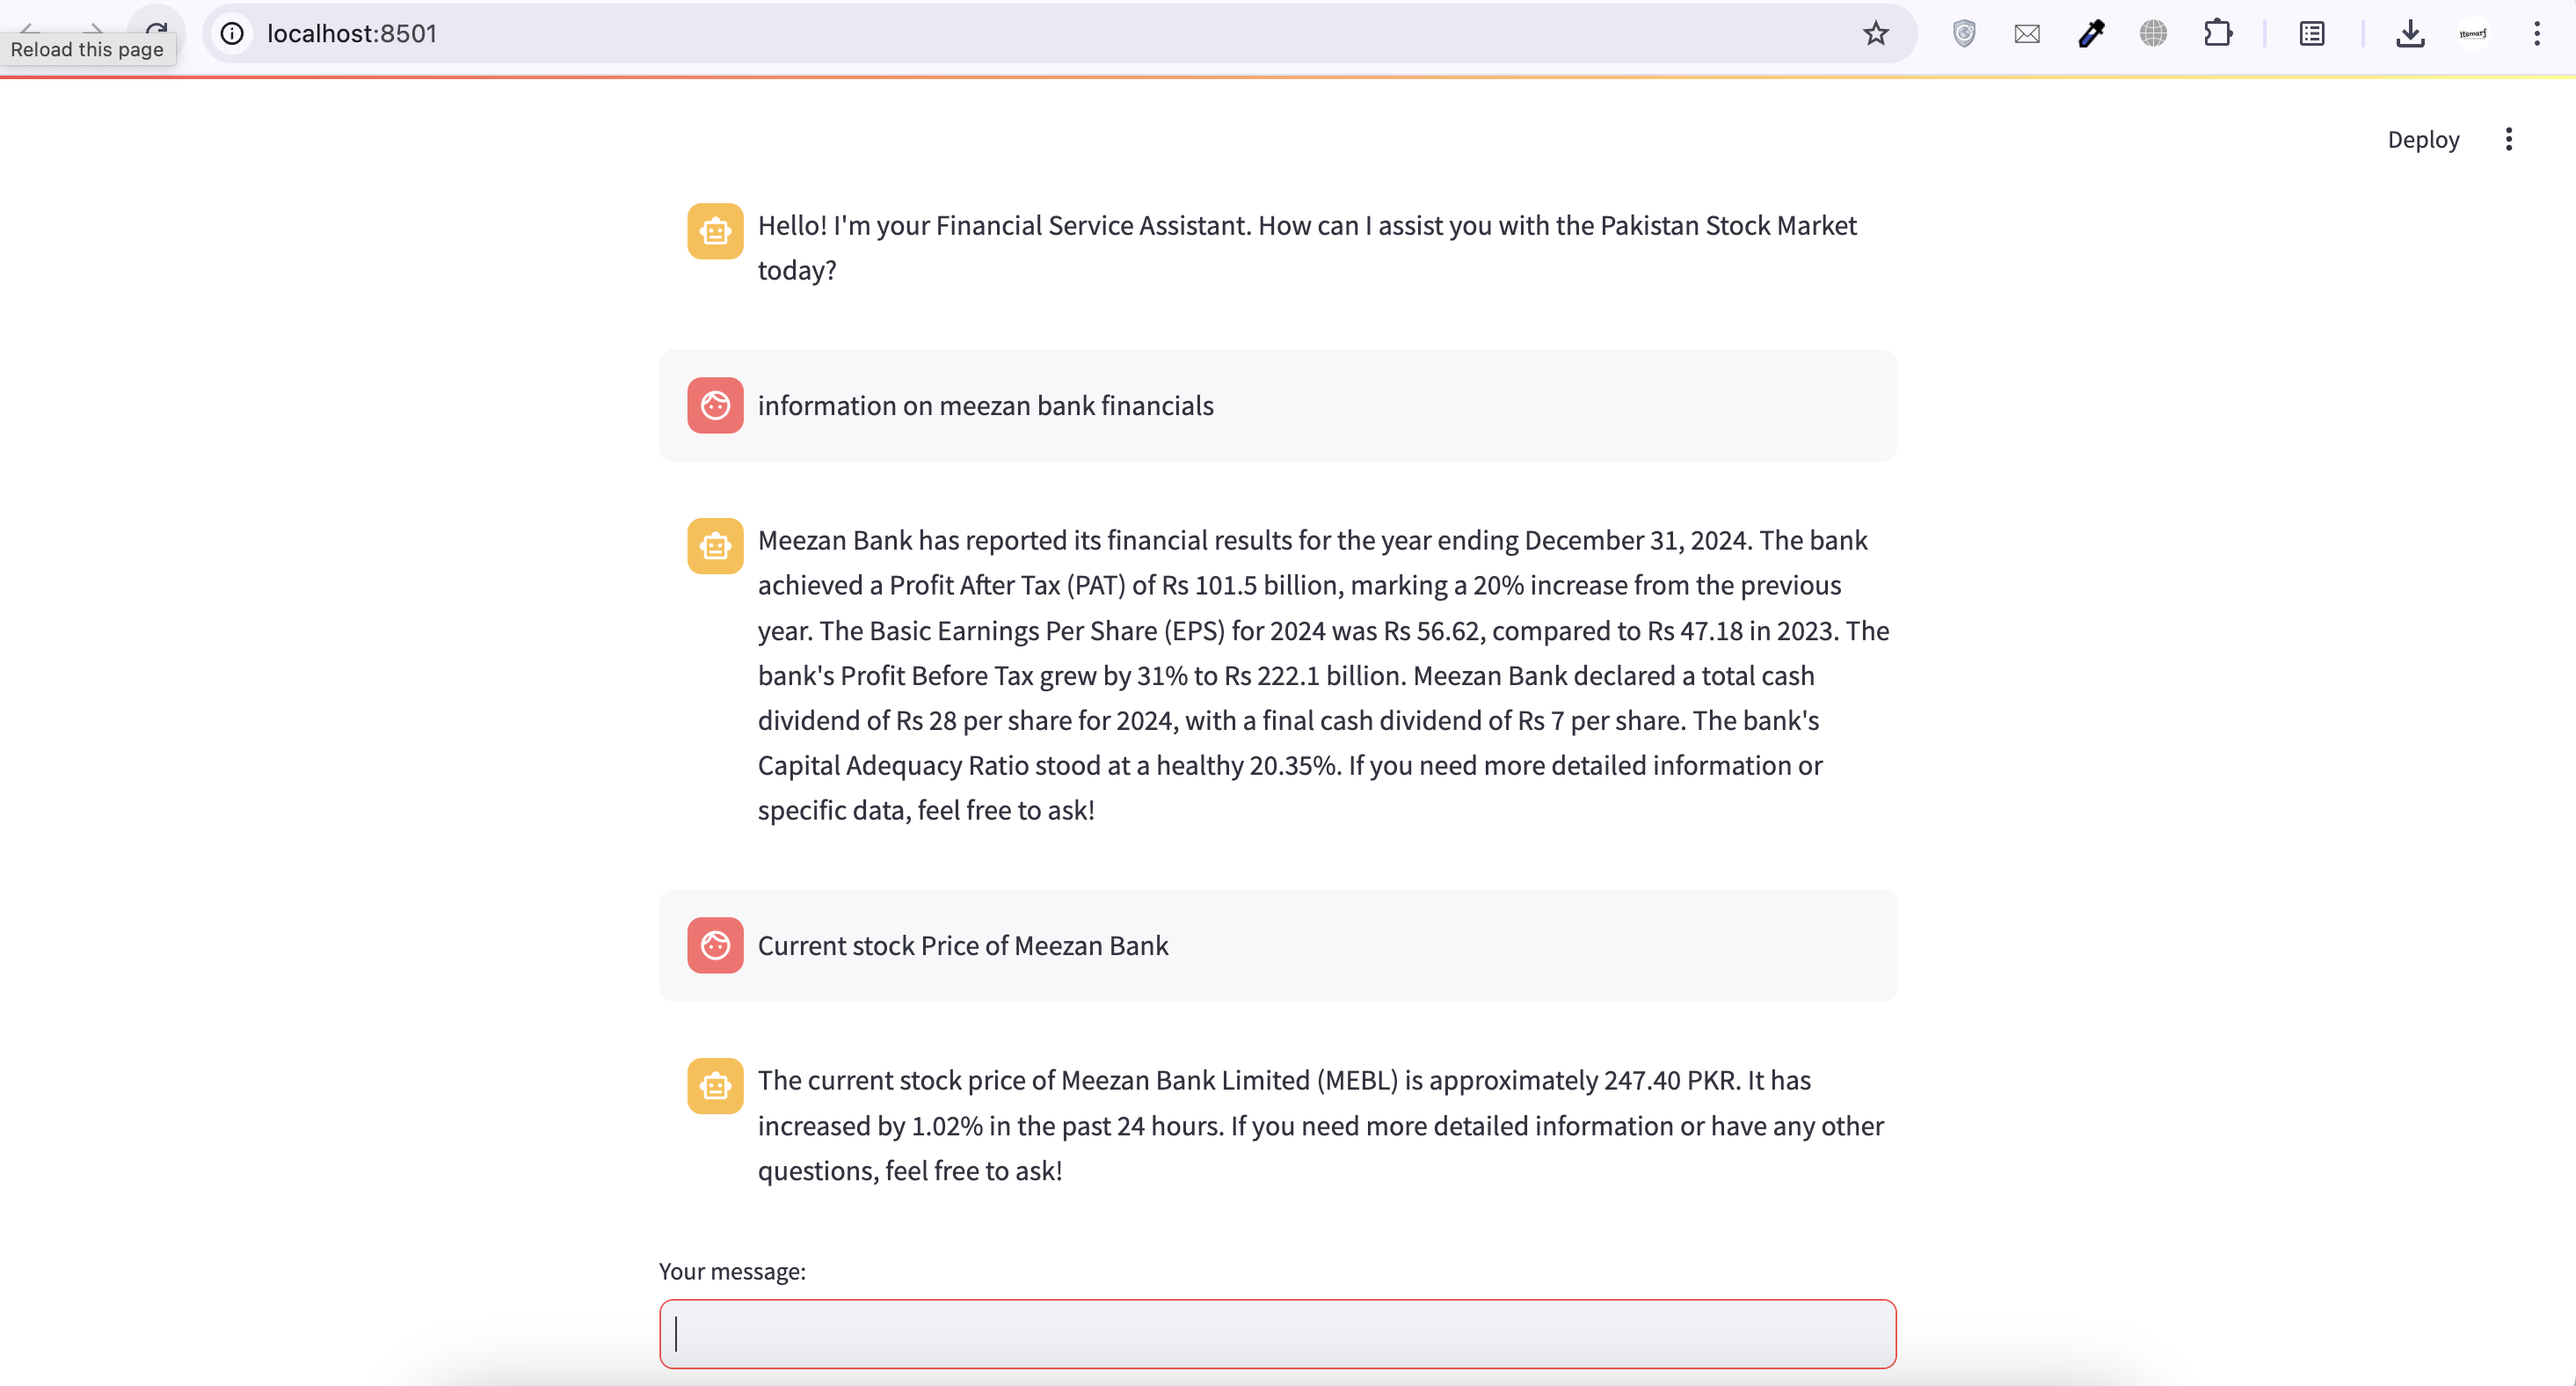 localhost:8501
itsmarf
Reload this page
Deploy
Hello! I'm your Financial Service Assistant. How can I assist you with the Pakistan Stock Market
today?
information on meezan bank financials
Meezan Bank has reported its financial results for the year ending December 31, 2024. The bank
achieved a Profit After Tax (PAT) of Rs 101.5 billion, marking a 20% increase from the previous
year. The Basic Earnings Per Share (EPS) for 2024 was Rs 56.62, compared to Rs 47.18 in 2023. The
bank's Profit Before Tax grew by 31% to Rs 222.1 billion. Meezan Bank declared a total cash
dividend of Rs 28 per share for 2024, with a final cash dividend of Rs 7 per share. The bank's
Capital Adequacy Ratio stood at a healthy 20.35%. If you need more detailed information or
specific data, feel free to ask!
Current stock Price of Meezan Bank
The current stock price of Meezan Bank Limited (MEBL) is approximately 247.40 PKR. It has
increased by 1.02% in the past 24 hours. If you need more detailed information or have any other
questions, feel free to ask!
Your message: